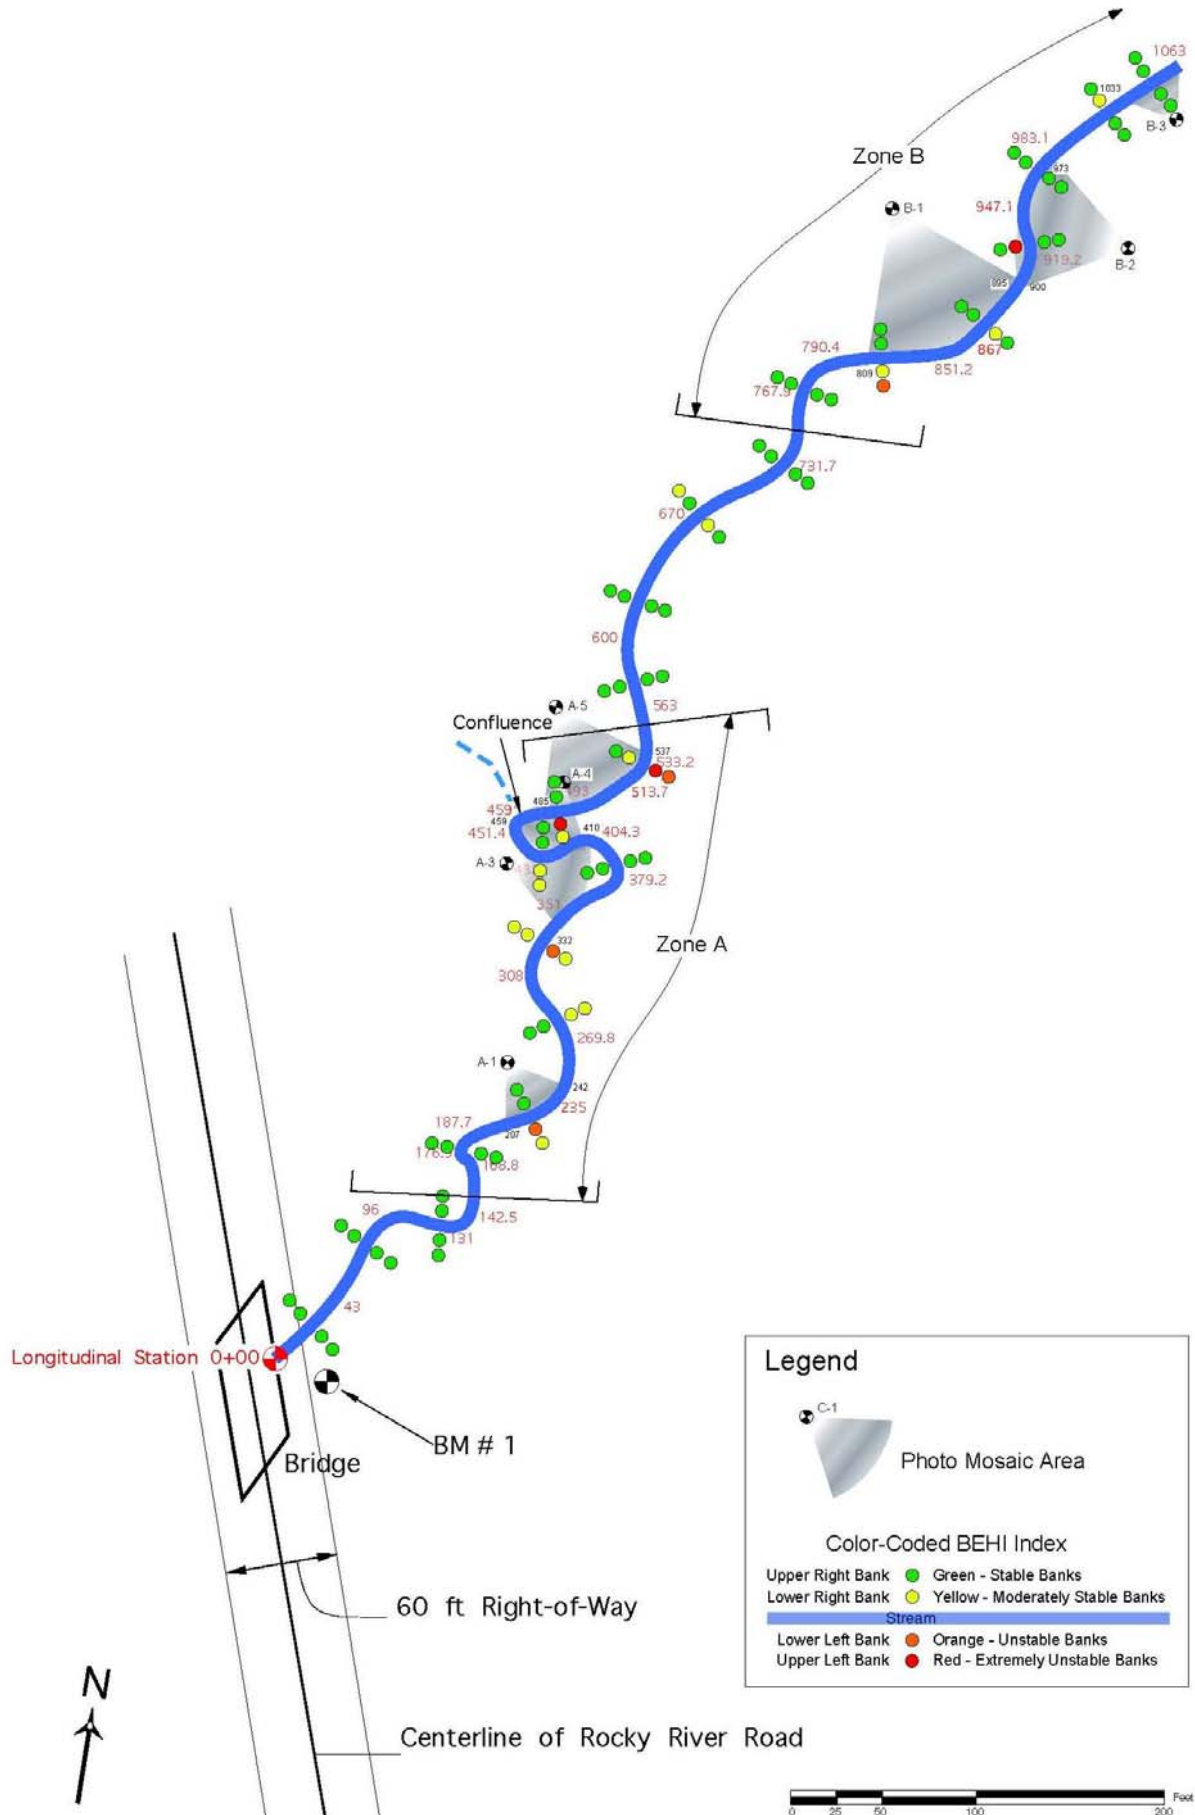 1063
1033
B-3
983.1
Zone B
973
947.1
B-1
919.2
B-2
895
900
790.4
867
851.2
809
767.9
731.7
670
600
563
A-5
Confluence
537
533.2
A-4
493
513.7
485
459
459
451.4
410
404.3
A-3
379.2
351
332
Zone A
308
269.8
A-1
242
235
187.7
207
176.9
168.8
96
142.5
131
43
Longitudinal Station 0+00
BM # 1
Bridge
60 ft Right-of-Way
N
Centerline of Rocky River Road
Legend
C-1
Photo Mosaic Area
Color-Coded BEHI Index
Upper Right Bank Green - Stable Banks
Lower Right Bank Yellow - Moderately Stable Banks
Stream
Lower Left Bank Orange - Unstable Banks
Upper Left Bank Red - Extremely Unstable Banks
0 25 50 100 200 Feet